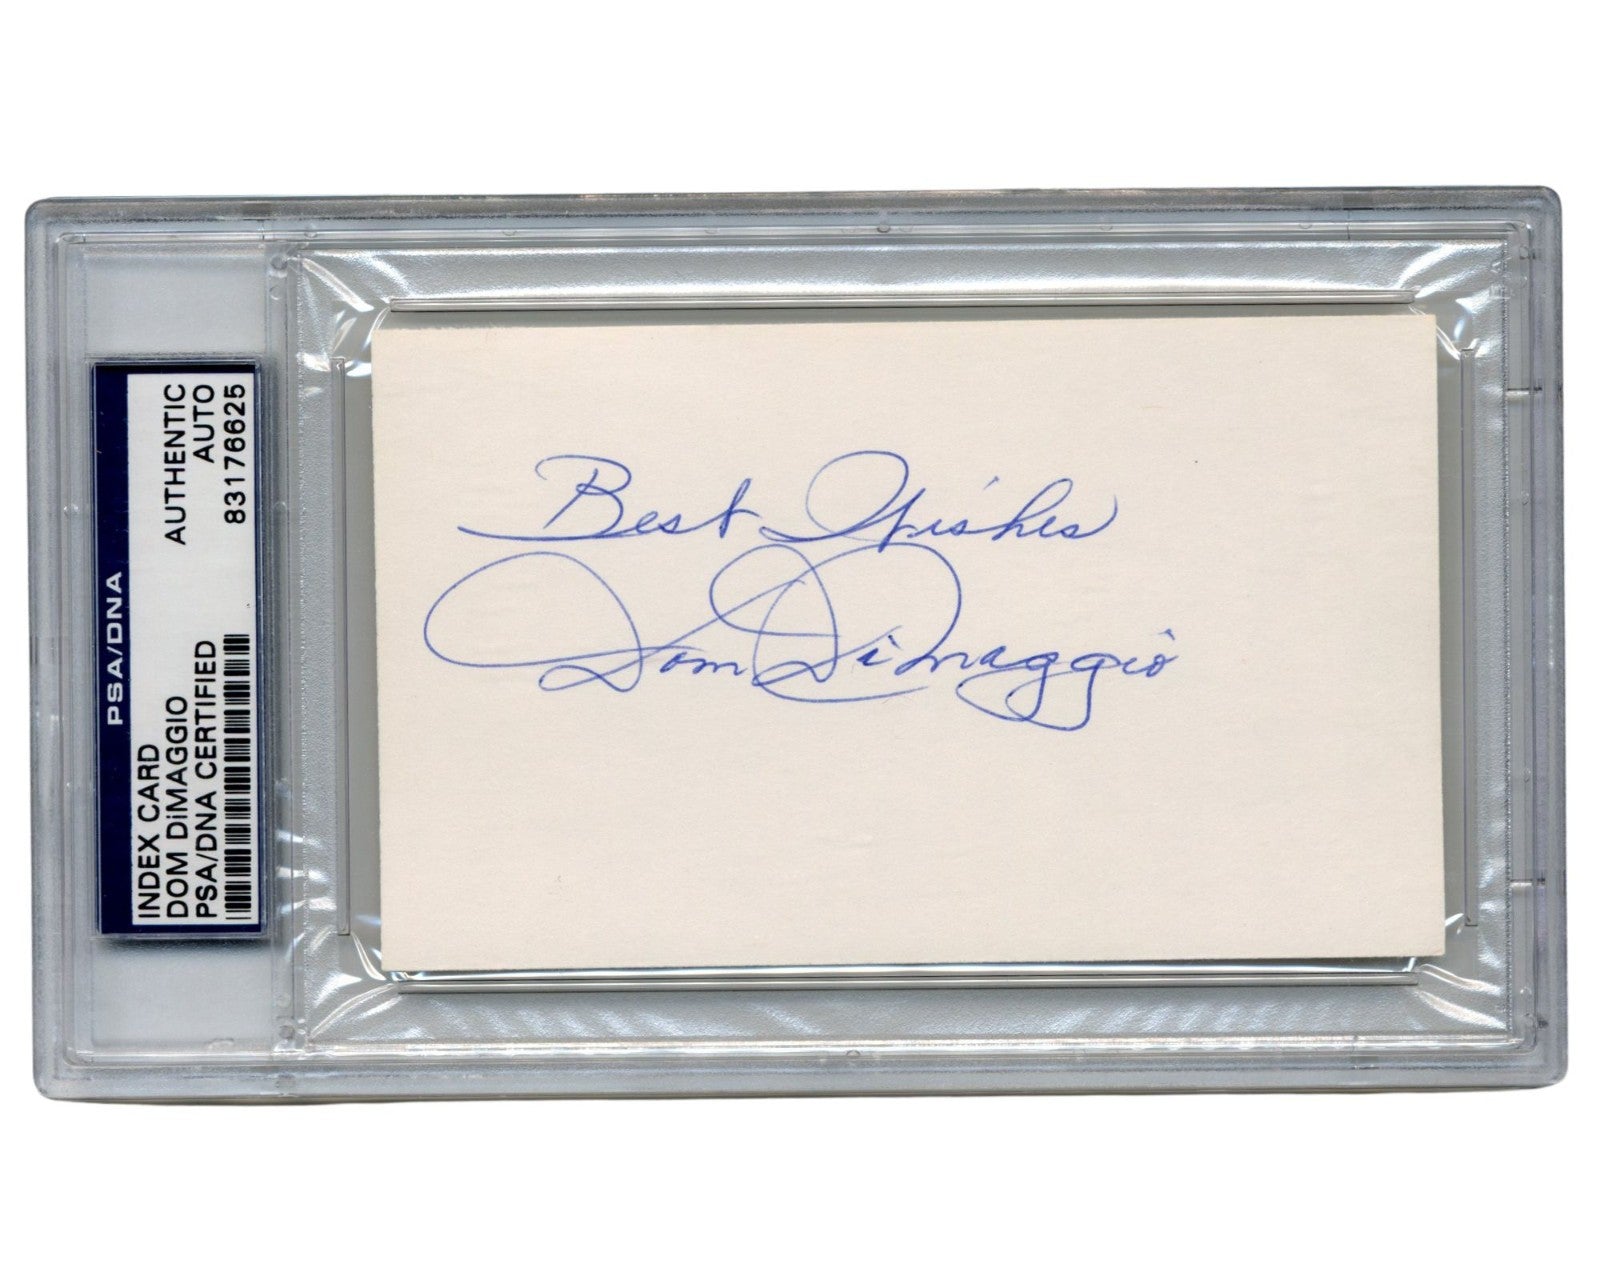 PSA/DNA
INDEX CARD
DOM DiMAGGIO
PSA/DNA CERTIFIED
AUTHENTIC
AUTO
83176625
Best Wishes
Dom DiMaggio